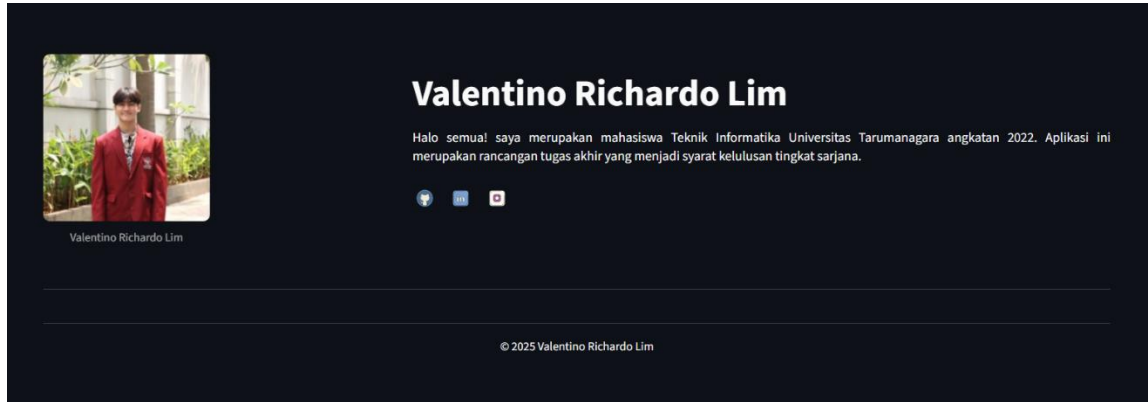 Valentino Richardo Lim
Halo semua! saya merupakan mahasiswa Teknik Informatika Universitas Tarumanagara angkatan 2022. Aplikasi ini
merupakan rancangan tugas akhir yang menjadi syarat kelulusan tingkat sarjana.
in
Valentino Richardo Lim
© 2025 Valentino Richardo Lim